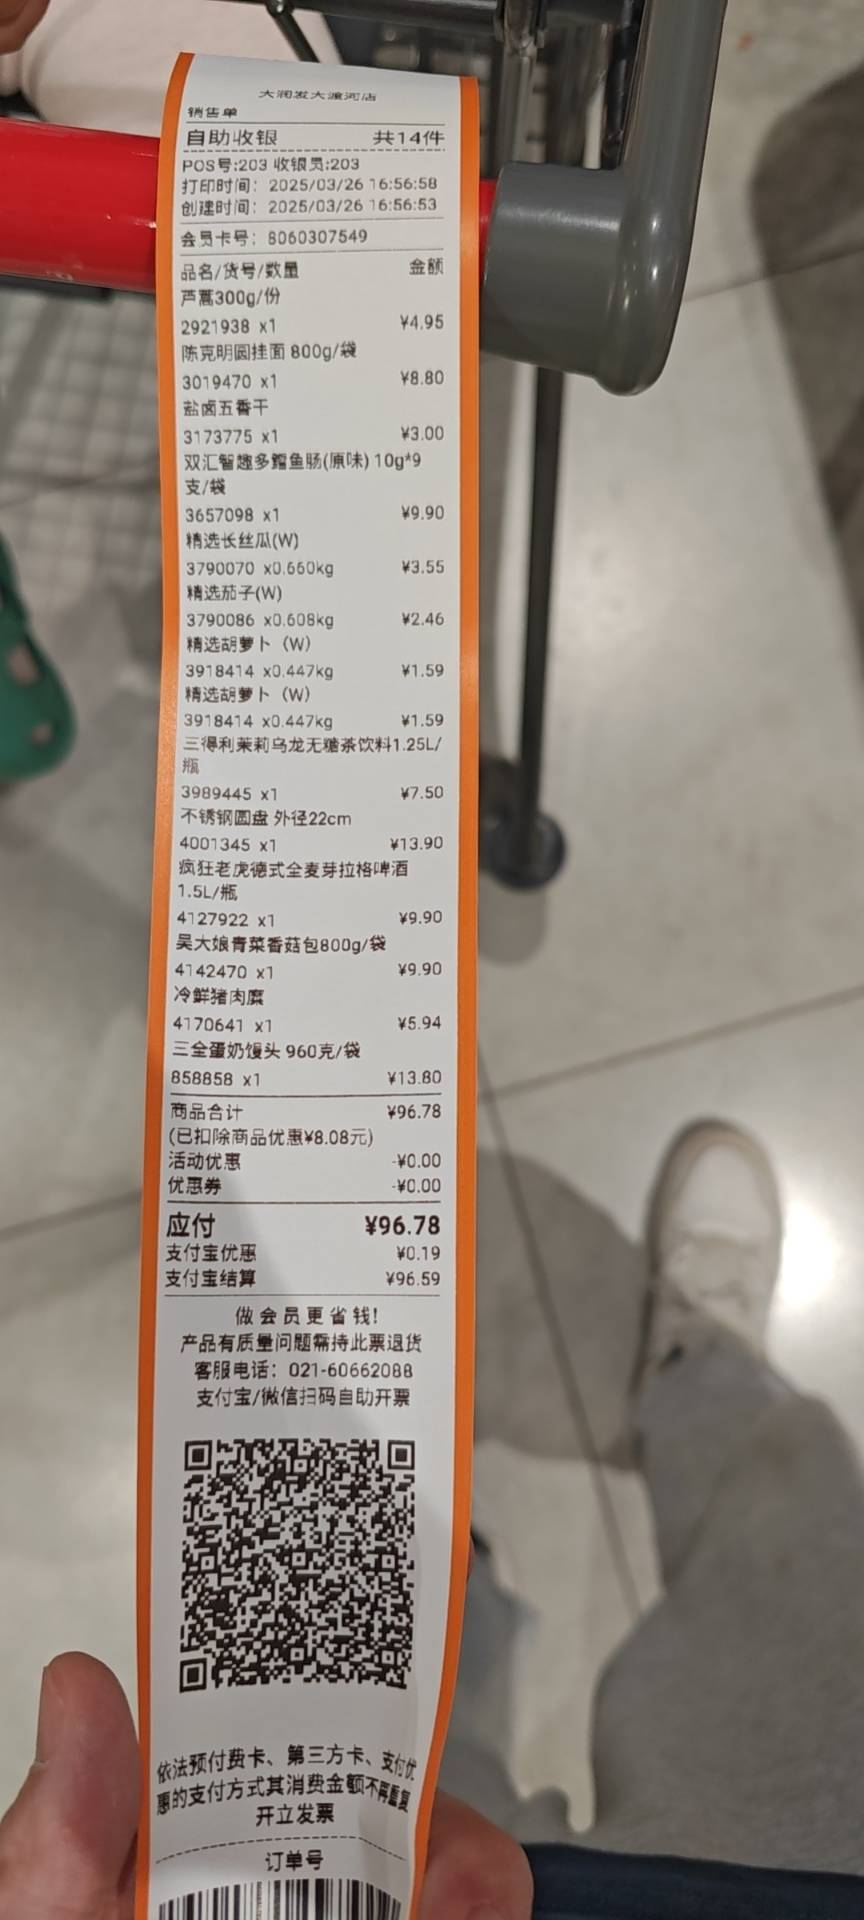 大润发大渡河店
销售单
自助收银 共14件
POS号:203 收银员:203
打印时间: 2025/03/26 16:56:58
创建时间: 2025/03/26 16:56:53
会员卡号: 8060307549
品名/货号/数量 金额
芦蒿300g/份
2921938 x1 ¥4.95
陈克明圆挂面 800g/袋
3019470 x1 ¥8.80
盐卤五香干
3173775 x1 ¥3.00
双汇智趣多鳕鱼肠(原味) 10g*9
支/袋
3657098 x1 ¥9.90
精选长丝瓜(W)
3790070 x0.660kg ¥3.55
精选茄子(W)
3790086 x0.608kg ¥2.46
精选胡萝卜（W）
3918414 x0.447kg ¥1.59
精选胡萝卜（W）
3918414 x0.447kg ¥1.59
三得利茉莉乌龙无糖茶饮料1.25L/
瓶
3989445 x1 ¥7.50
不锈钢圆盘 外径22cm
4001345 x1 ¥13.90
疯狂老虎德式全麦芽拉格啤酒
1.5L/瓶
4127922 x1 ¥9.90
吴大娘青菜香菇包800g/袋
4142470 x1 ¥9.90
冷鲜猪肉糜
4170641 x1 ¥5.94
三全蛋奶馒头 960克/袋
858858 x1 ¥13.80
商品合计 ¥96.78
(已扣除商品优惠¥8.08元)
活动优惠 -¥0.00
优惠券 -¥0.00
应付 ¥96.78
支付宝优惠 ¥0.19
支付宝结算 ¥96.59
做会员更省钱!
产品有质量问题需持此票退货
客服电话: 021-60662088
支付宝/微信扫码自助开票
依法预付费卡、第三方卡、支付优
惠的支付方式其消费金额不再重复
开立发票
订单号